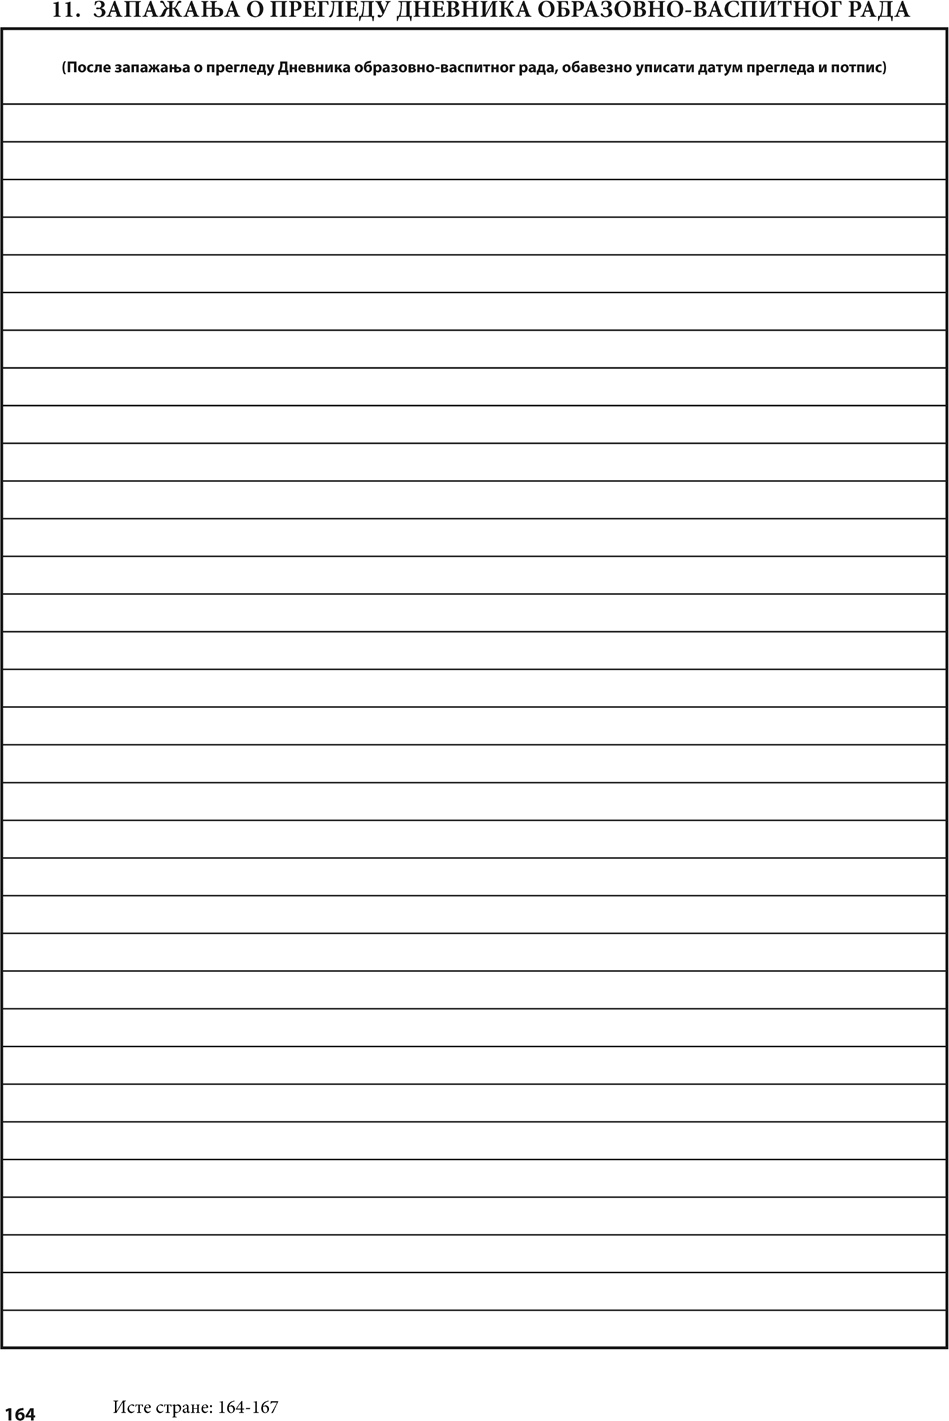 11. ЗАПАЖАЊА О ПРЕГЛЕДУ ДНЕВНИКА ОБРАЗОВНО-ВАСПИТНОГ РАДА
(После запажања о прегледу Дневника образовно-васпитног рада, обавезно уписати датум прегледа и потпис)
Исте стране: 164-167
164